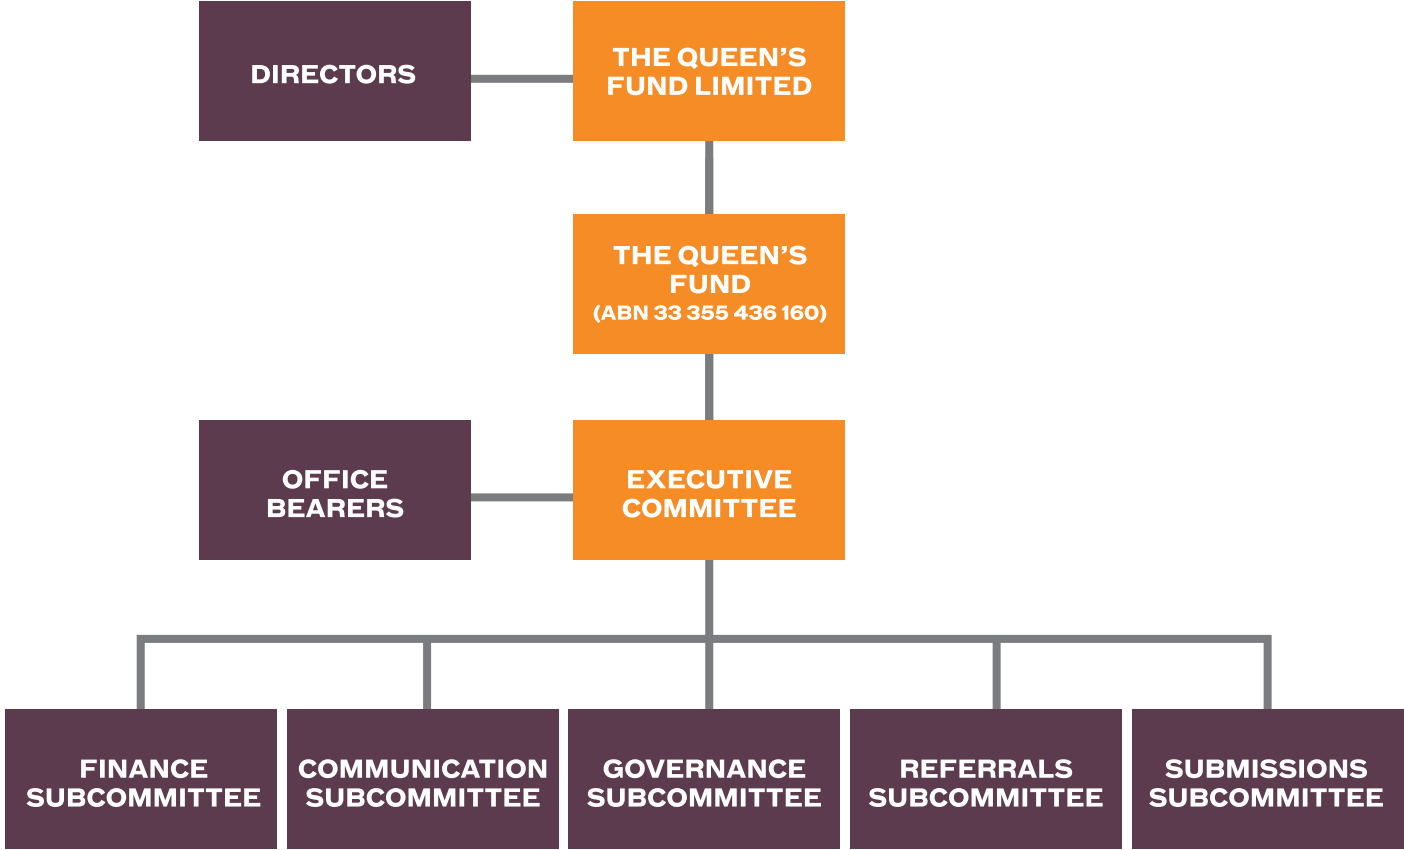 DIRECTORS
THE QUEEN’S
FUND LIMITED
THE QUEEN’S
FUND
(ABN 33 355 436 160)
OFFICE
BEARERS
EXECUTIVE
COMMITTEE
FINANCE
SUBCOMMITTEE
COMMUNICATION
SUBCOMMITTEE
GOVERNANCE
SUBCOMMITTEE
REFERRALS
SUBCOMMITTEE
SUBMISSIONS
SUBCOMMITTEE